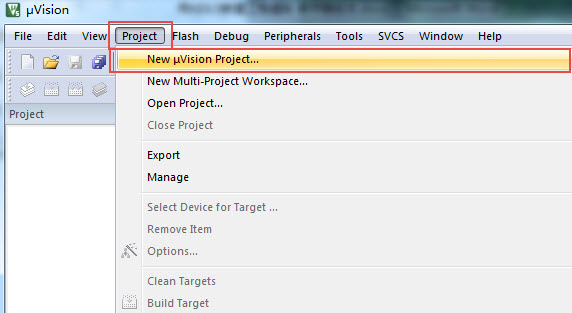 µVision
File Edit View Project Flash Debug Peripherals Tools SVCS Window Help
New µVision Project...
New Multi-Project Workspace...
Open Project...
Project
Close Project
Export
Manage
Select Device for Target ...
Remove Item
Options...
Clean Targets
Build Target